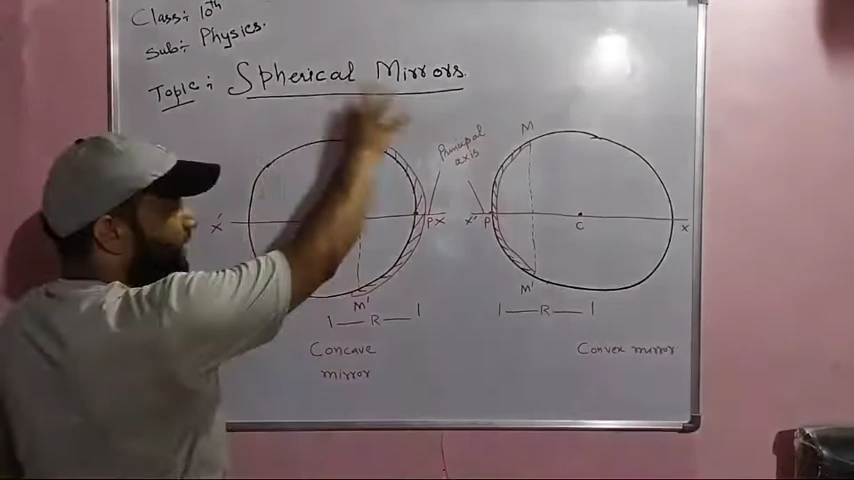 Class:- 10th
Sub:- Physics.
Topic:- Spherical Mirrors.
Principal
axis
M
X' P X
X' P C X
M' M'
|— R —| |— R —|
Concave
mirror
Convex mirror